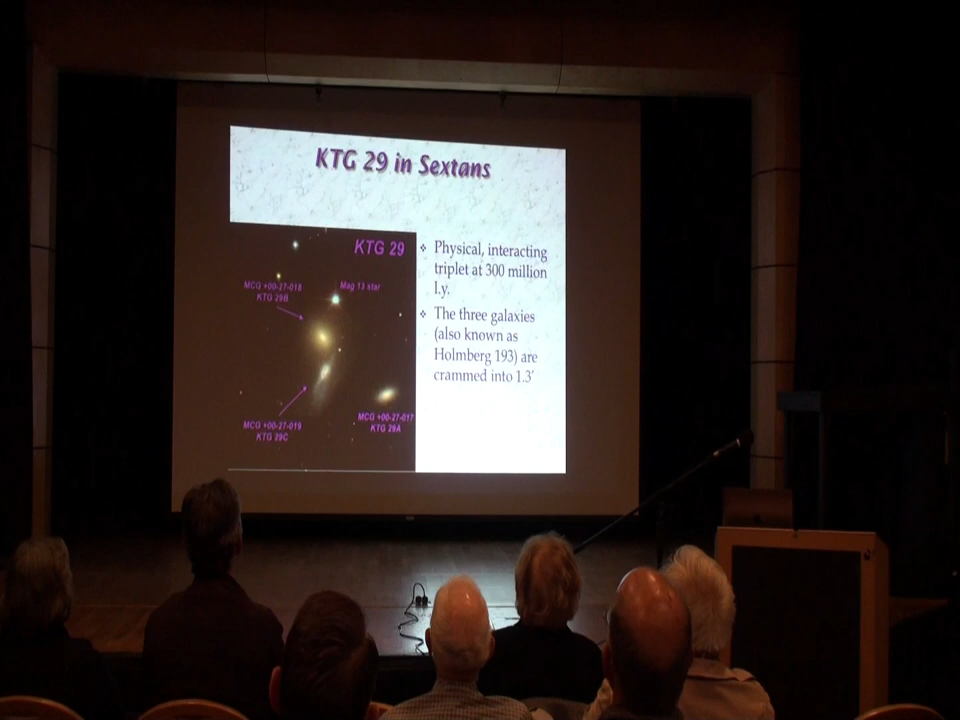 KTG 29 in Sextans
KTG 29
MCG +00-27-018
KTG 29B
Mag 13 star
MCG +00-27-019
KTG 29C
MCG +00-27-017
KTG 29A
Physical, interacting
triplet at 300 million
l.y.
The three galaxies
(also known as
Holmberg 193) are
crammed into 1.3'